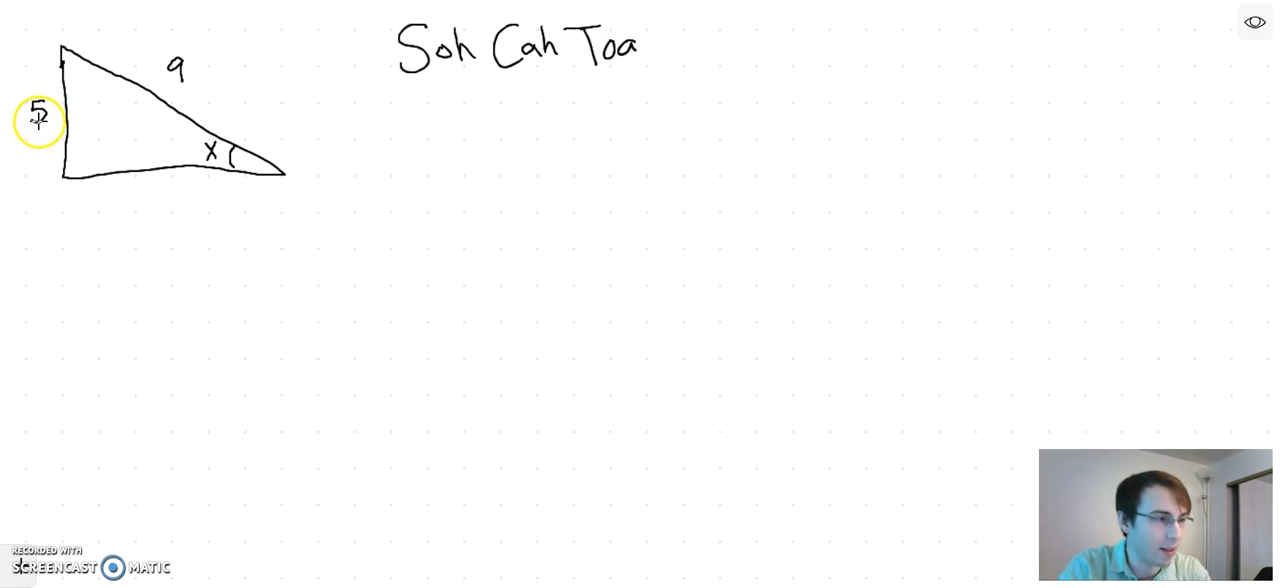 Soh Cah Toa
9
5
x
RECORDED WITH
SCREENCAST MATIC